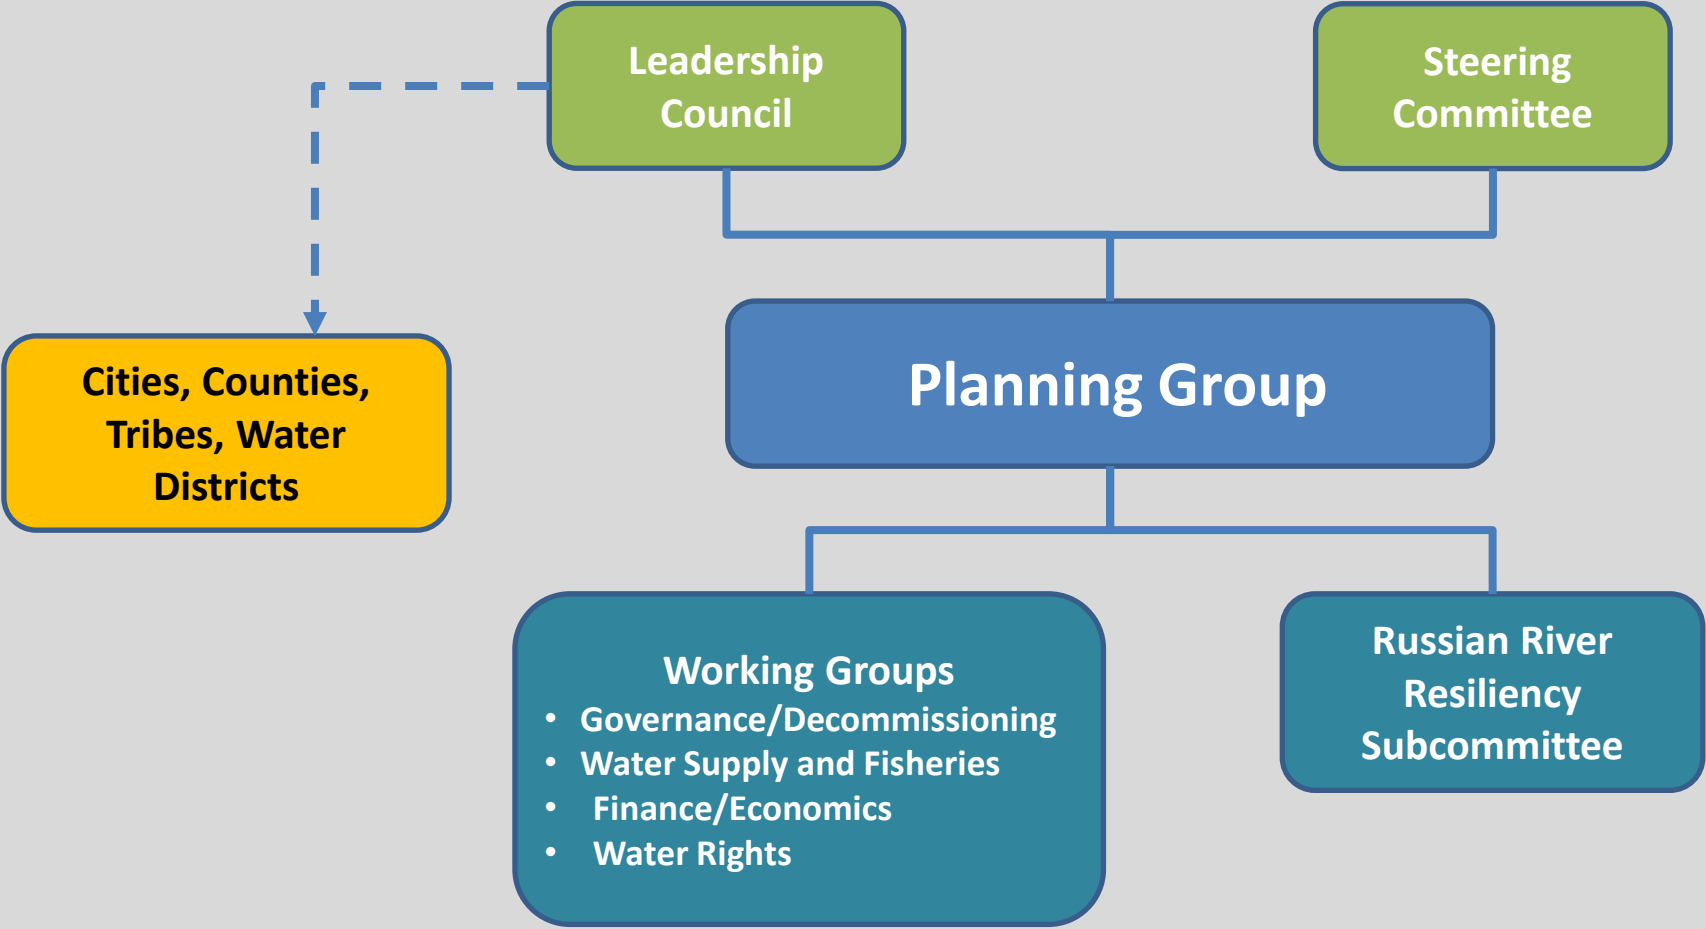 Leadership
Council
Steering
Committee
Cities, Counties,
Tribes, Water
Districts
Planning Group
Working Groups
• Governance/Decommissioning
• Water Supply and Fisheries
• Finance/Economics
• Water Rights
Russian River
Resiliency
Subcommittee